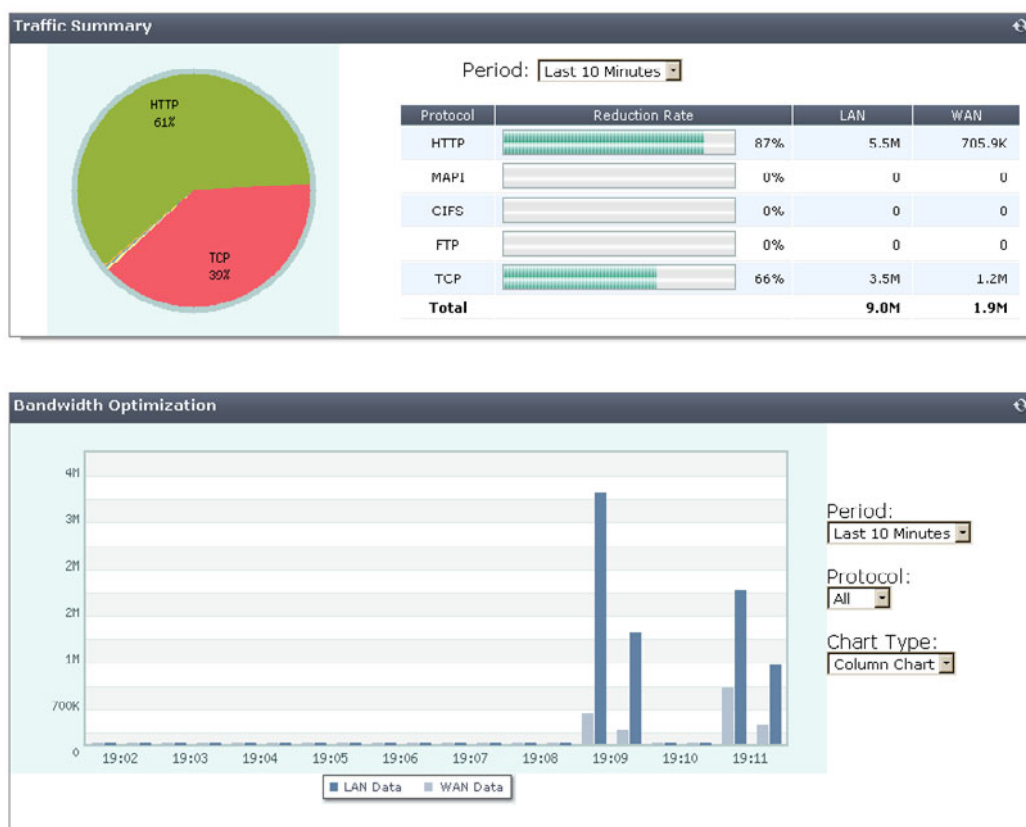 Traffic Summary
HTTP
61%
TCP
39%
Period: Last 10 Minutes
Protocol Reduction Rate LAN WAN
HTTP 87% 5.5M 705.9K
MAPI 0% 0 0
CIFS 0% 0 0
FTP 0% 0 0
TCP 66% 3.5M 1.2M
Total 9.0M 1.9M
Bandwidth Optimization
4M
3M
2M
2M
1M
700K
0
19:02 19:03 19:04 19:05 19:06 19:07 19:08 19:09 19:10 19:11
LAN Data WAN Data
Period:
Last 10 Minutes
Protocol:
All
Chart Type:
Column Chart